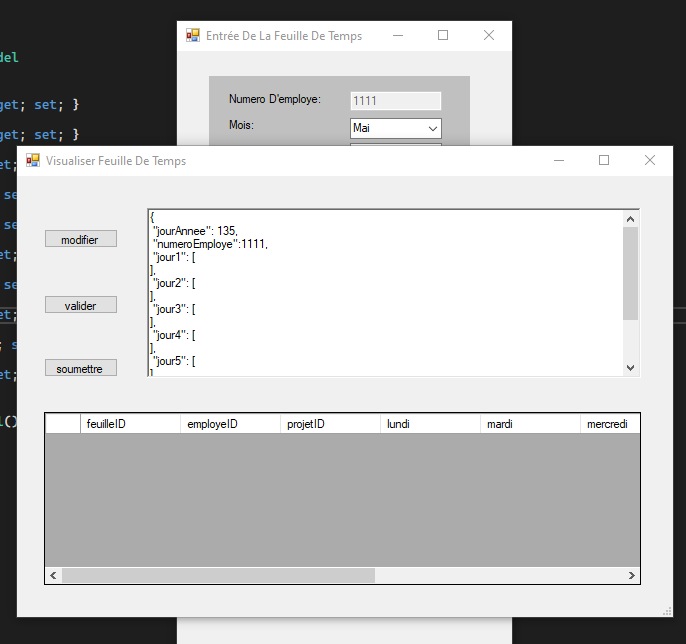 del
Entrée De La Feuille De Temps
get; set; }
Numero D'employe:
1111
Mois:
Mai
get; set; }
Visualiser Feuille De Temps
et;
se
se
et;
se
et;
; s
et;
l()
modifier
valider
soumettre
{
"jourAnnee": 135,
"numeroEmploye":1111,
"jour1": [
],
"jour2": [
],
"jour3": [
],
"jour4": [
],
"jour5": [
]
feuilleID
employeID
projetID
lundi
mardi
mercredi